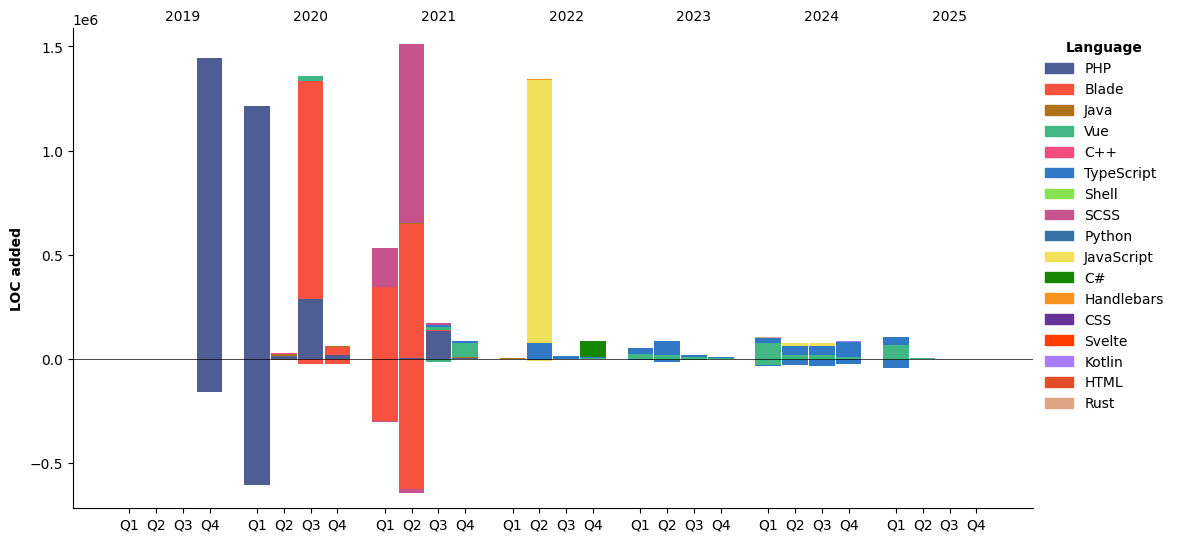 1e6
2019 2020 2021 2022 2023 2024 2025
LOC added
1.5
1.0
0.5
0.0
−0.5
Q1 Q2 Q3 Q4 Q1 Q2 Q3 Q4 Q1 Q2 Q3 Q4 Q1 Q2 Q3 Q4 Q1 Q2 Q3 Q4 Q1 Q2 Q3 Q4 Q1 Q2 Q3 Q4
Language
PHP
Blade
Java
Vue
C++
TypeScript
Shell
SCSS
Python
JavaScript
C#
Handlebars
CSS
Svelte
Kotlin
HTML
Rust